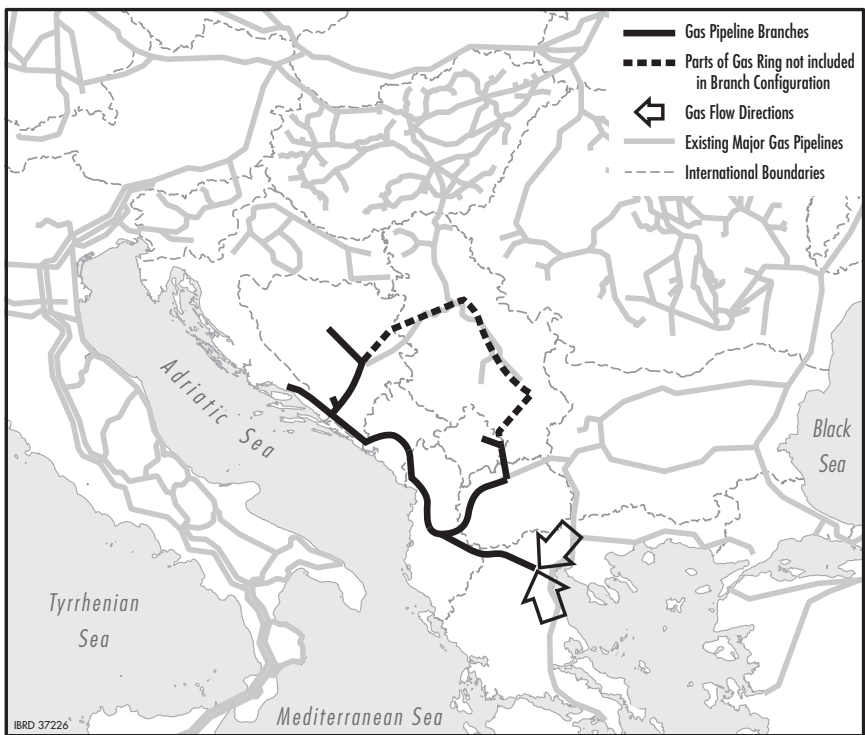 Gas Pipeline Branches
Parts of Gas Ring not included
in Branch Configuration
Gas Flow Directions
Existing Major Gas Pipelines
International Boundaries
Adriatic Sea
Black
Sea
Tyrrhenian
Sea
Mediterranean Sea
IBRD 37226